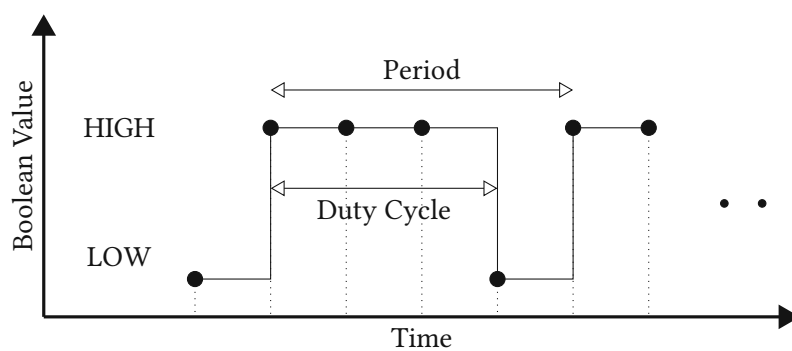 Period
HIGH
Duty Cycle
LOW
Boolean Value
Time